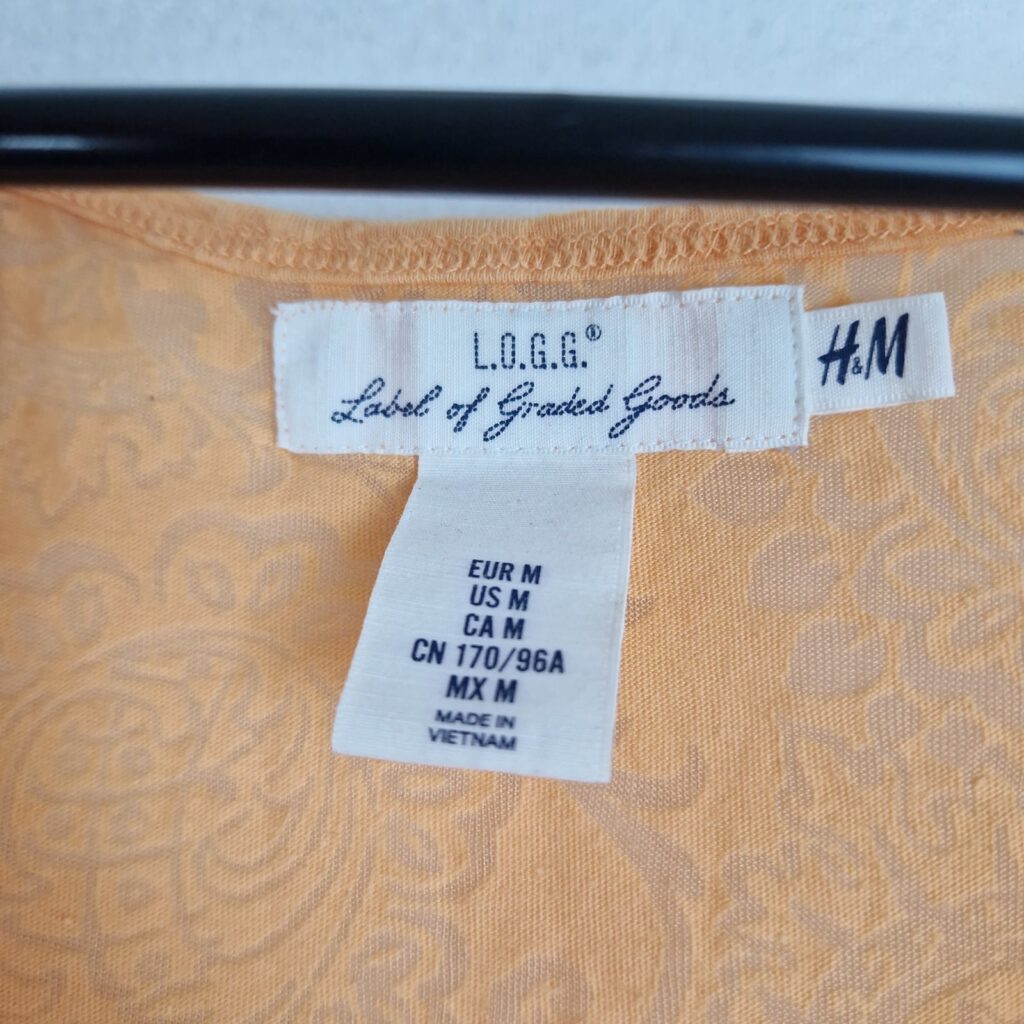 L.O.G.G.®
Label of Graded Goods
H&M
EUR M
US M
CA M
CN 170/96A
MX M
MADE IN
VIETNAM